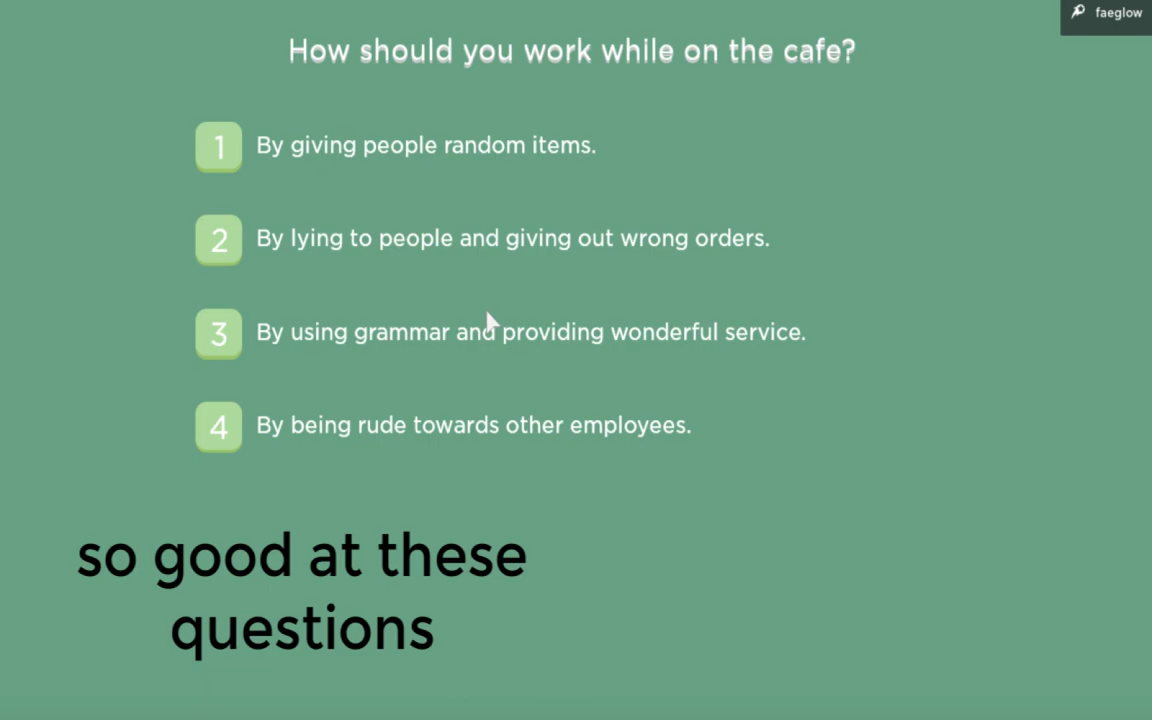 faeglow
How should you work while on the cafe?
1 By giving people random items.
2 By lying to people and giving out wrong orders.
3 By using grammar and providing wonderful service.
4 By being rude towards other employees.
so good at these
questions